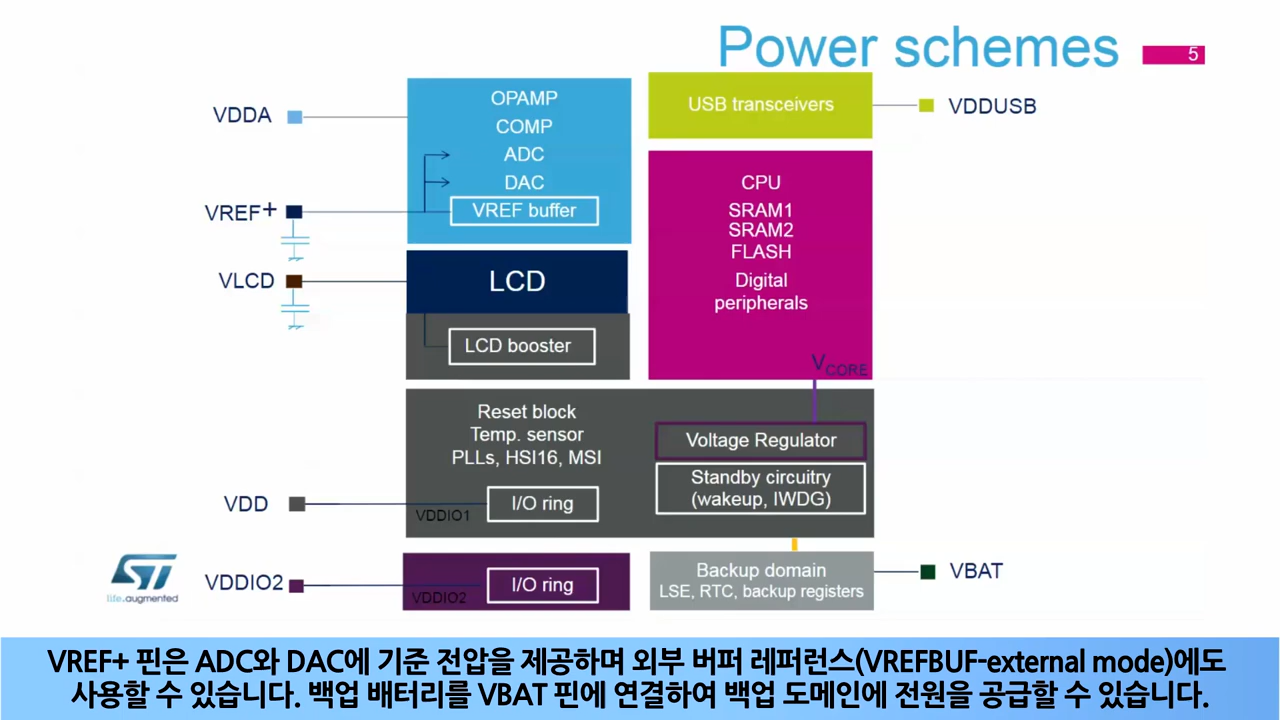 Power schemes
5
VDDA
OPAMP
COMP
ADC
DAC
VREF buffer
VREF+
VLCD
LCD
LCD booster
USB transceivers
VDDUSB
CPU
SRAM1
SRAM2
FLASH
Digital
peripherals
VCORE
Reset block
Temp. sensor
PLLs, HSI16, MSI
I/O ring
VDD
VDDIO1
Voltage Regulator
Standby circuitry
(wakeup, IWDG)
VDDIO2
I/O ring
VDDIO2
Backup domain
LSE, RTC, backup registers
VBAT
ST
life.augmented
VREF+ 핀은 ADC와 DAC에 기준 전압을 제공하며 외부 버퍼 레퍼런스(VREFBUF-external mode)에도
사용할 수 있습니다. 백업 배터리를 VBAT 핀에 연결하여 백업 도메인에 전원을 공급할 수 있습니다.